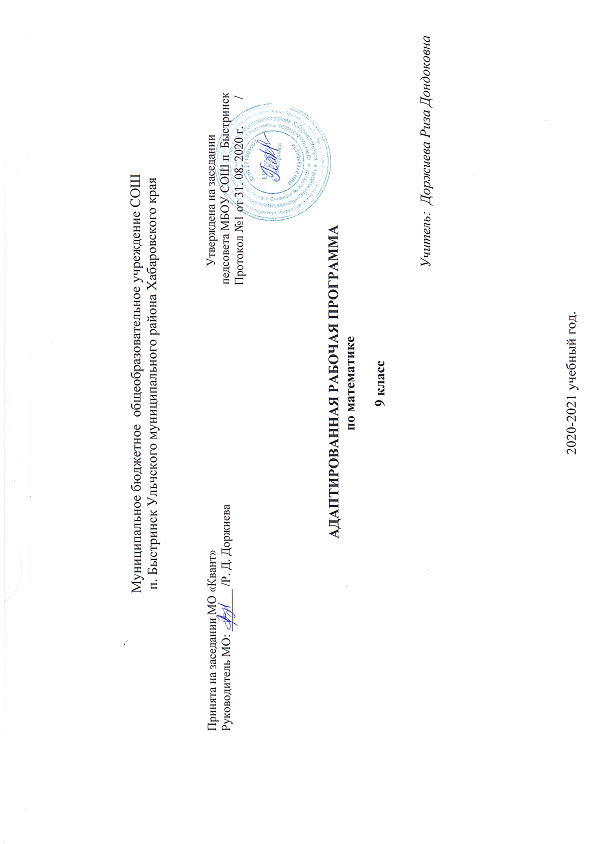 Муниципальное бюджетное общеобразовательное учреждение СОШ
п. Быстринск Ульчского муниципального района Хабаровского края
Принята на заседании МО «Квант»
Руководитель МО: /Р. Д. Доржиева
Утверждена на заседании
педсовета МБОУ СОШ п Быстринск
Протокол №1 от 31. 08. 2020 г. /
АДАПТИРОВАННАЯ РАБОЧАЯ ПРОГРАММА
по математике
9 класс
Учитель: Доржиева Риза Дондоковна
2020-2021 учебный год.